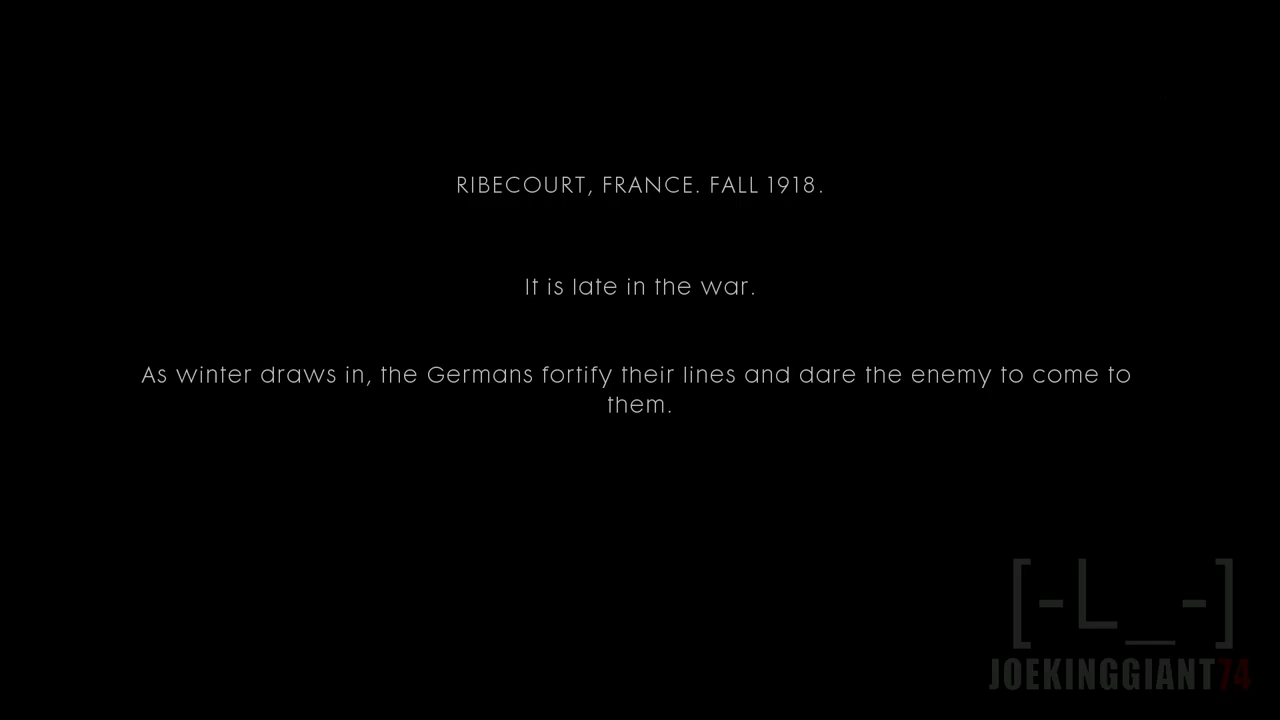 RIBECOURT, FRANCE. FALL 1918.
It is late in the war.
As winter draws in, the Germans fortify their lines and dare the enemy to come to
them.
[-L_-]
JOEKINGGIANT74